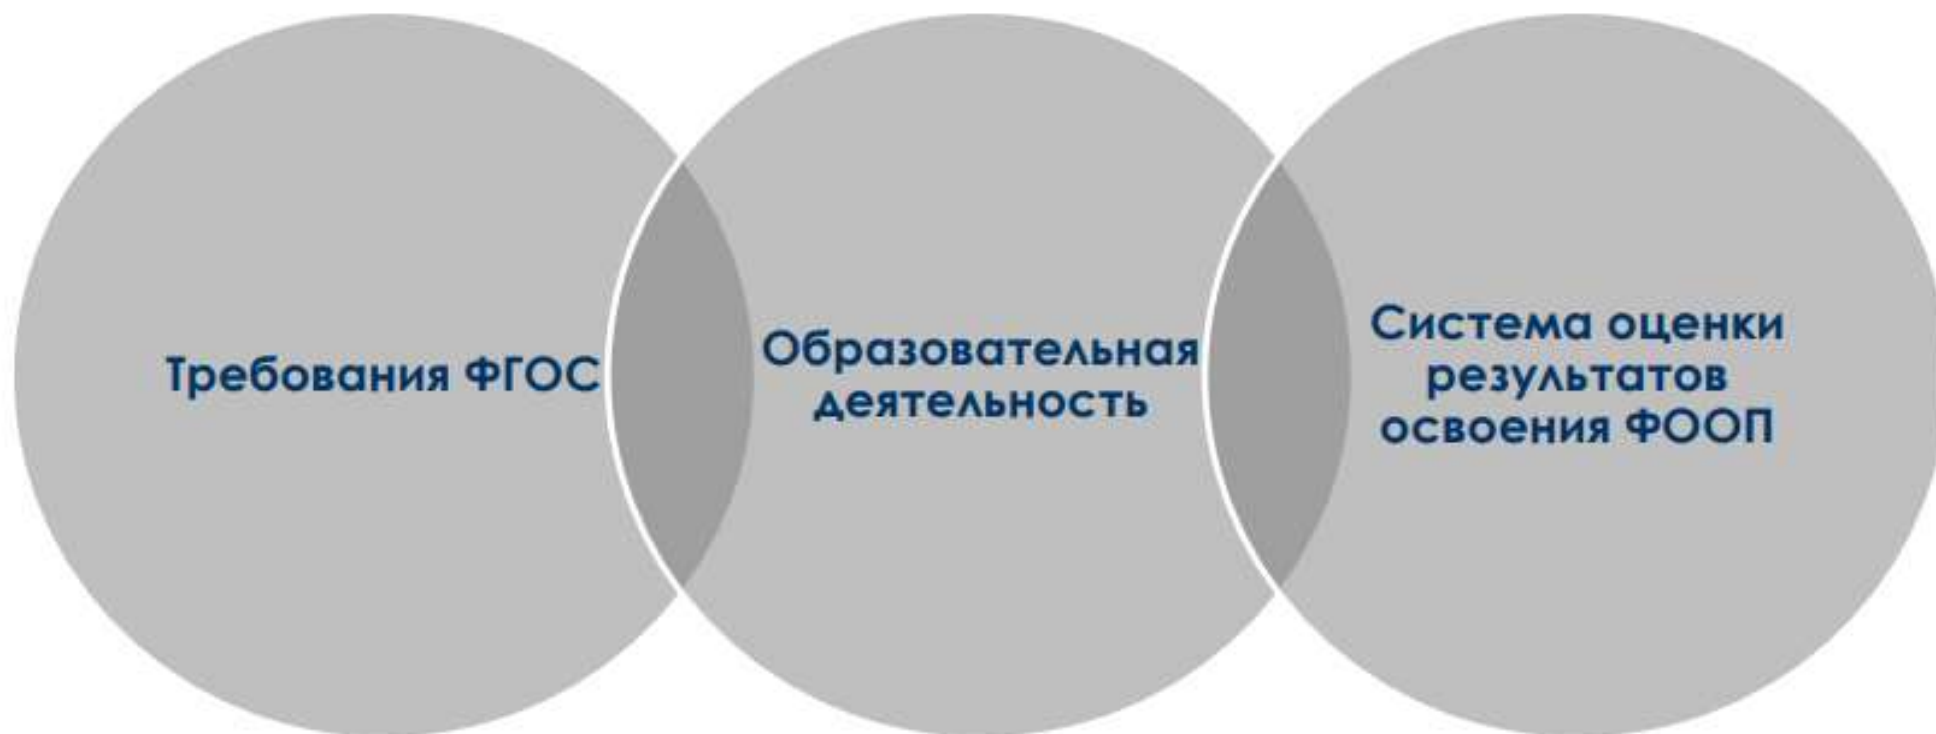 Требования ФГОС
Образовательная
деятельность
Система оценки
результатов
освоения ФООП